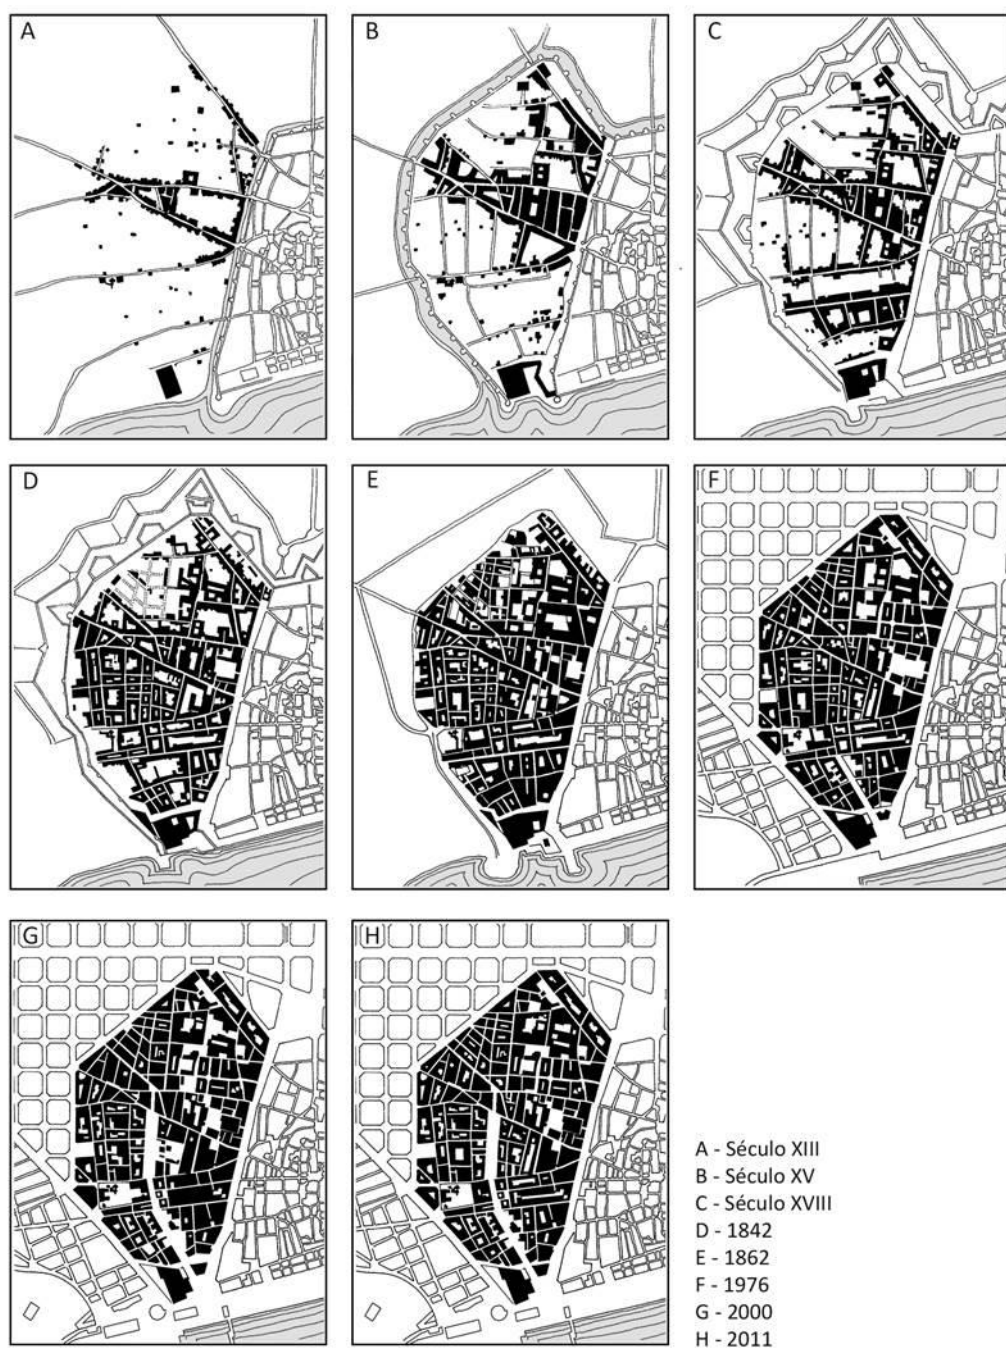 A
B
C
D
E
F
G
H
A - Século XIII
B - Século XV
C - Século XVIII
D - 1842
E - 1862
F - 1976
G - 2000
H - 2011